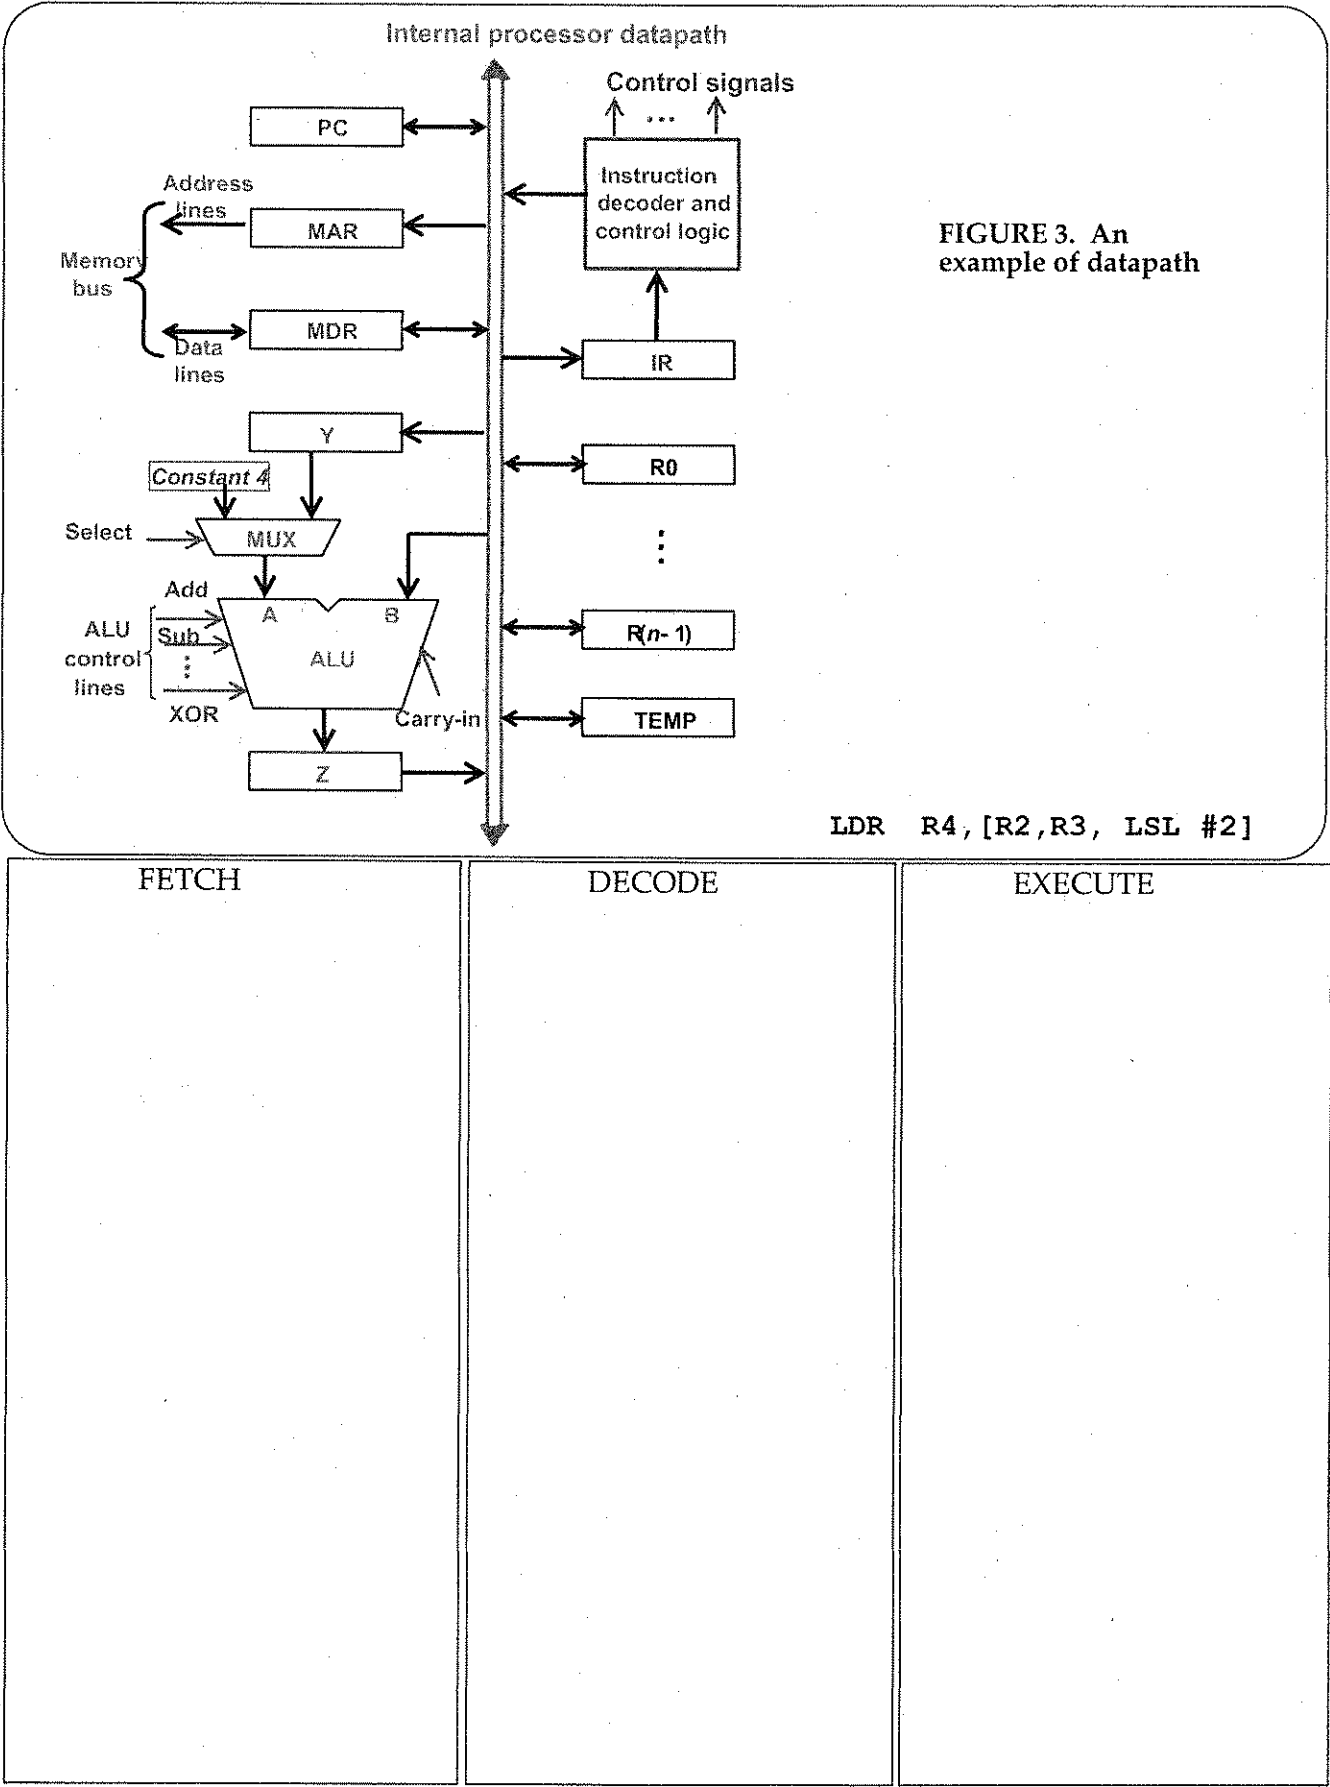 Internal processor datapath
Control signals
...
PC
Instruction
decoder and
control logic
Address
lines
MAR
FIGURE 3. An
example of datapath
Memory
bus
MDR
Data
lines
IR
Y
Constant 4
R0
Select
MUX
Add
A
B
ALU
control
lines
Sub
ALU
R(n-1)
XOR
Carry-in
TEMP
Z
LDR R4,[R2,R3, LSL #2]
FETCH
DECODE
EXECUTE